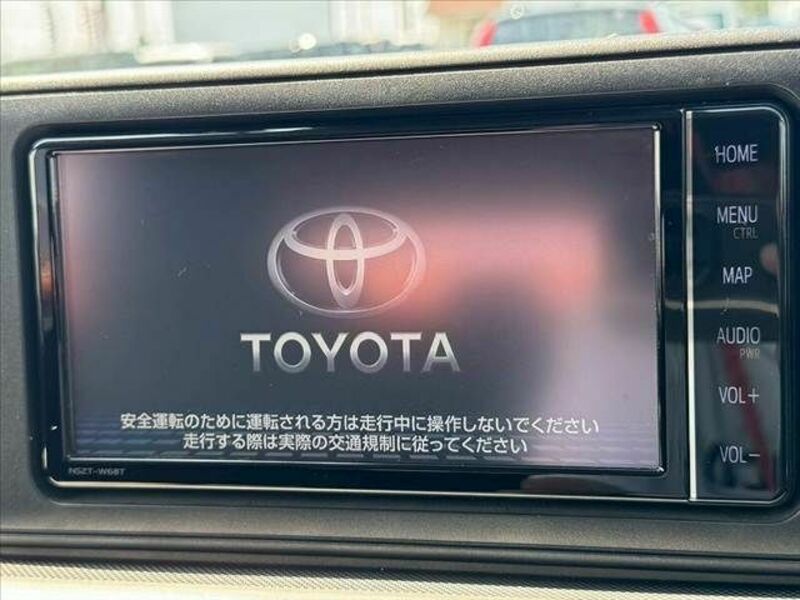 TOYOTA
安全運転のために運転される方は走行中に操作しないでください
走行する際は実際の交通規制に従ってください
NSZT-W68T
HOME
MENU
CTRL
MAP
AUDIO
PWR
VOL+
VOL-